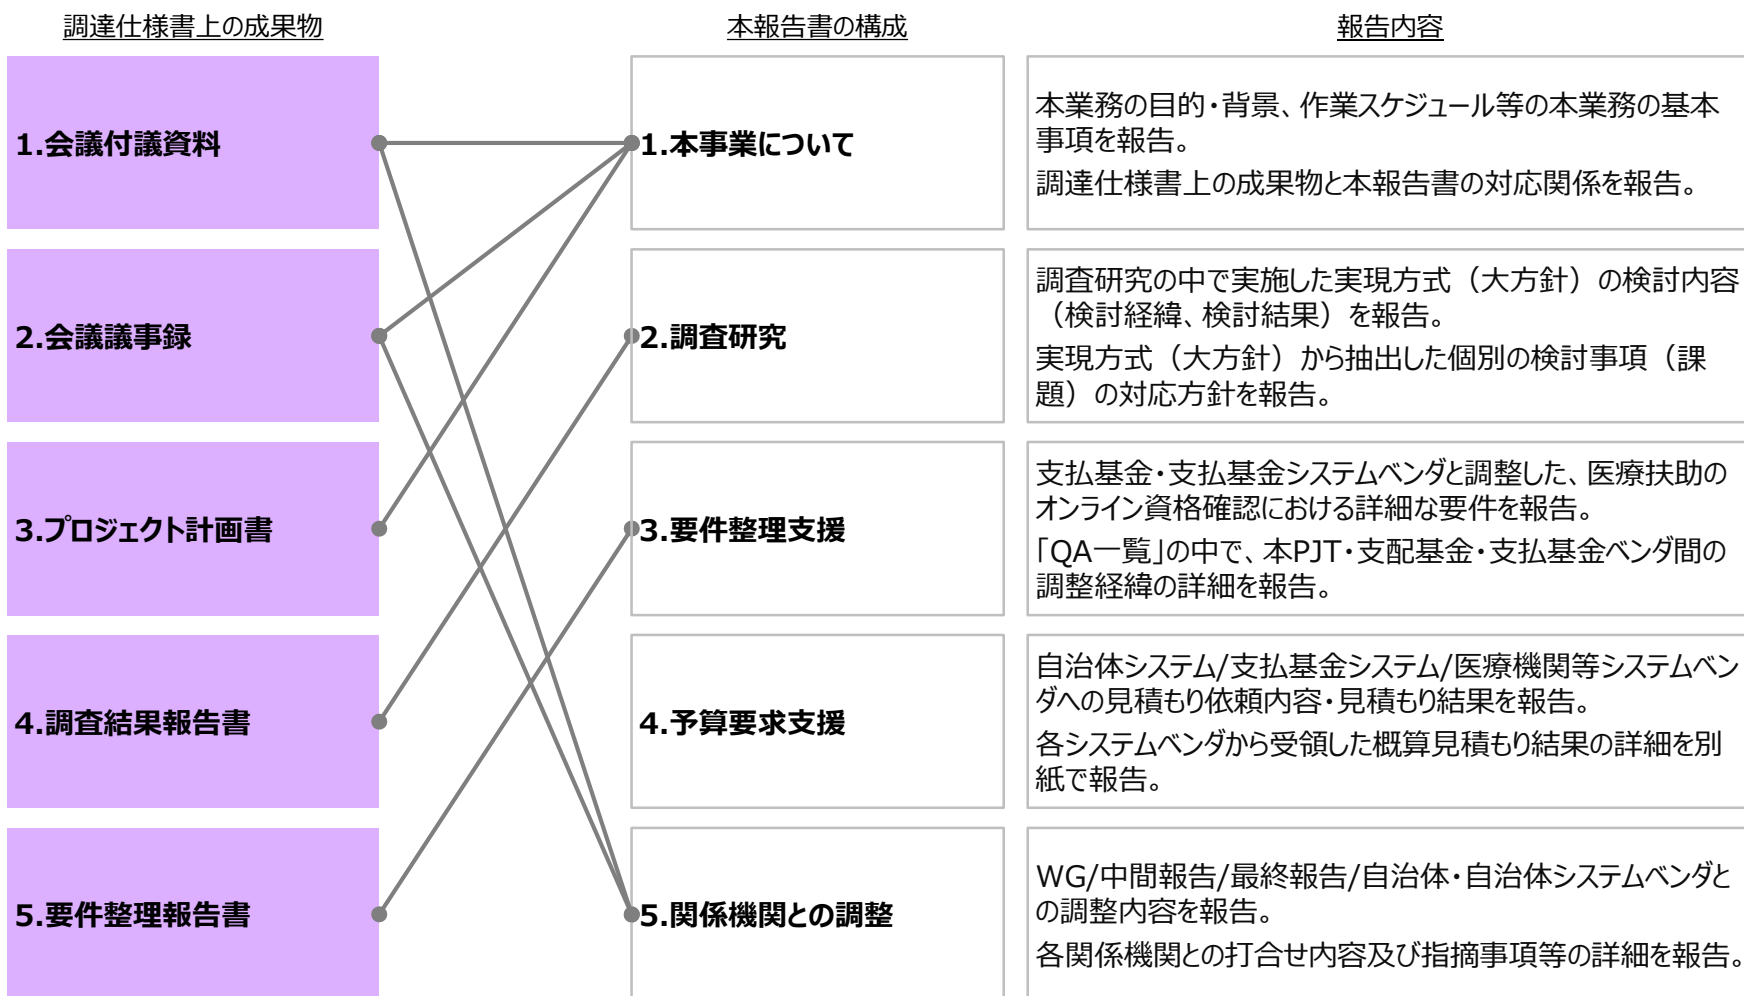 調達仕様書上の成果物
本報告書の構成
報告内容
1.会議付議資料
1.本事業について
本業務の目的・背景、作業スケジュール等の本業務の基本
事項を報告。
調達仕様書上の成果物と本報告書の対応関係を報告。
2.会議議事録
2.調査研究
調査研究の中で実施した実現方式（大方針）の検討内容
（検討経緯、検討結果）を報告。
実現方式（大方針）から抽出した個別の検討事項（課
題）の対応方針を報告。
3.プロジェクト計画書
3.要件整理支援
支払基金・支払基金システムベンダと調整した、医療扶助の
オンライン資格確認における詳細な要件を報告。
「QA一覧」の中で、本PJT・支配基金・支払基金ベンダ間の
調整経緯の詳細を報告。
4.調査結果報告書
4.予算要求支援
自治体システム/支払基金システム/医療機関等システムベン
ダへの見積もり依頼内容・見積もり結果を報告。
各システムベンダから受領した概算見積もり結果の詳細を別
紙で報告。
5.要件整理報告書
5.関係機関との調整
WG/中間報告/最終報告/自治体・自治体システムベンダと
の調整内容を報告。
各関係機関との打合せ内容及び指摘事項等の詳細を報告。